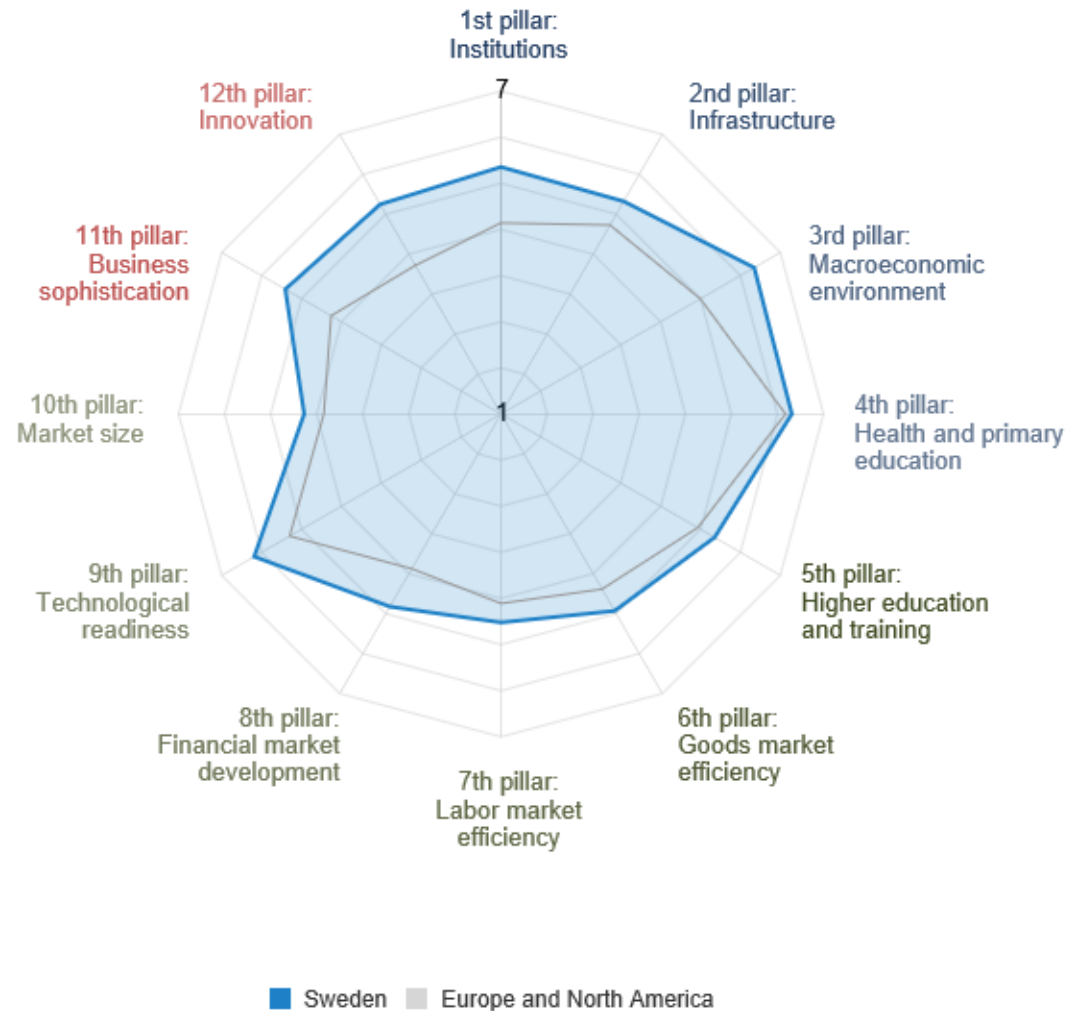 1st pillar:
Institutions
7
2nd pillar:
Infrastructure
3rd pillar:
Macroeconomic
environment
4th pillar:
Health and primary
education
5th pillar:
Higher education
and training
6th pillar:
Goods market
efficiency
7th pillar:
Labor market
efficiency
8th pillar:
Financial market
development
9th pillar:
Technological
readiness
10th pillar:
Market size
11th pillar:
Business
sophistication
12th pillar:
Innovation
1
Sweden
Europe and North America